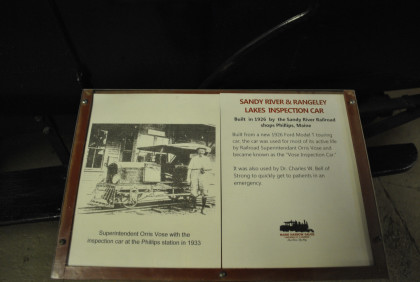 SANDY RIVER & RANGELEY
LAKES INSPECTION CAR
Built in 1926 by the Sandy River Railroad
shops Phillips, Maine
Built from a new 1926 Ford Model T touring
car, the car was used for most of its active life
by Railroad Superintendent Orris Vose and
became known as the "Vose Inspection Car".
It was also used by Dr. Charles W. Bell of
Strong to quickly get to patients in an
emergency.
Superintendent Orris Vose with the
inspection car at the Phillips station in 1933